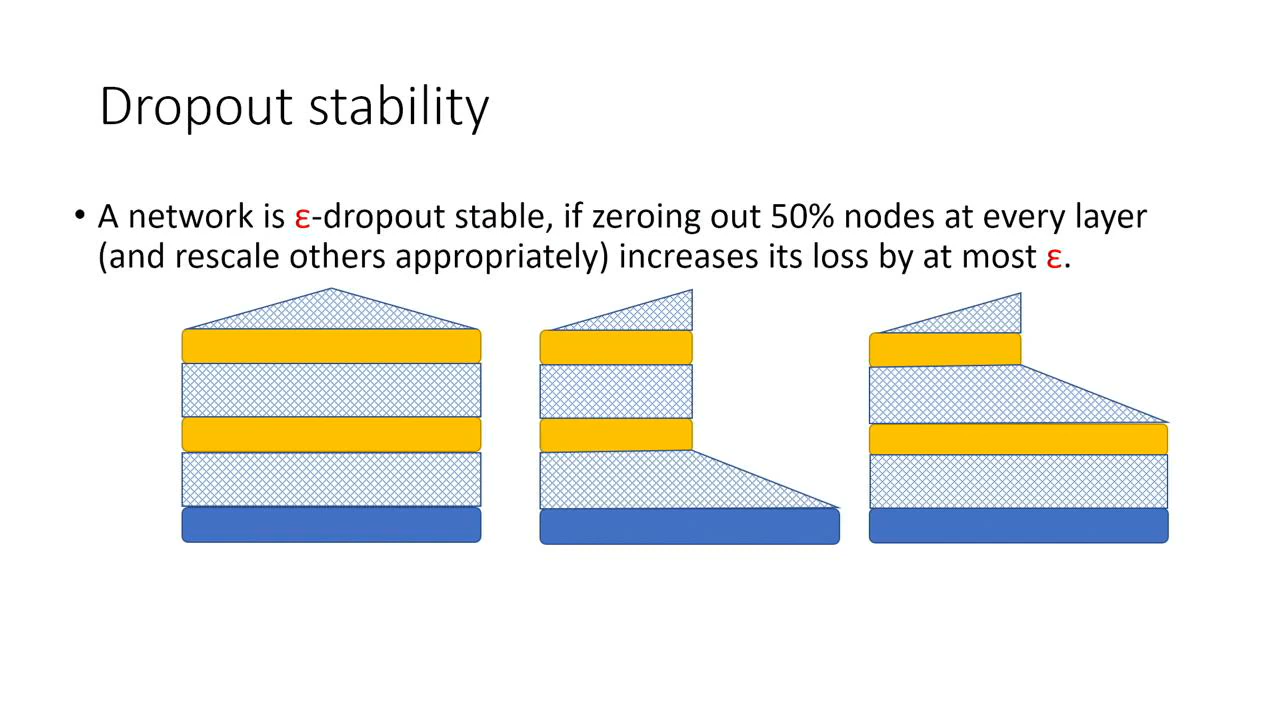 Dropout stability
• A network is ε-dropout stable, if zeroing out 50% nodes at every layer
(and rescale others appropriately) increases its loss by at most ε.